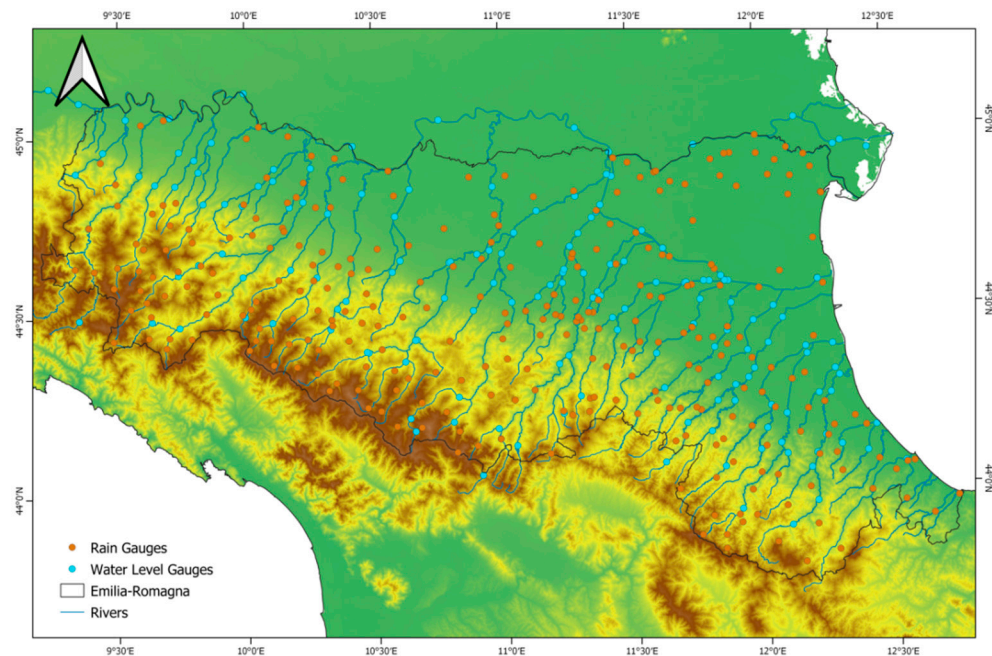 9°30'E 10°0'E 10°30'E 11°0'E 11°30'E 12°0'E 12°30'E
45°0'N 45°0'N
44°30'N 44°30'N
44°0'N 44°0'N
Rain Gauges
Water Level Gauges
Emilia-Romagna
Rivers
9°30'E 10°0'E 10°30'E 11°0'E 11°30'E 12°0'E 12°30'E